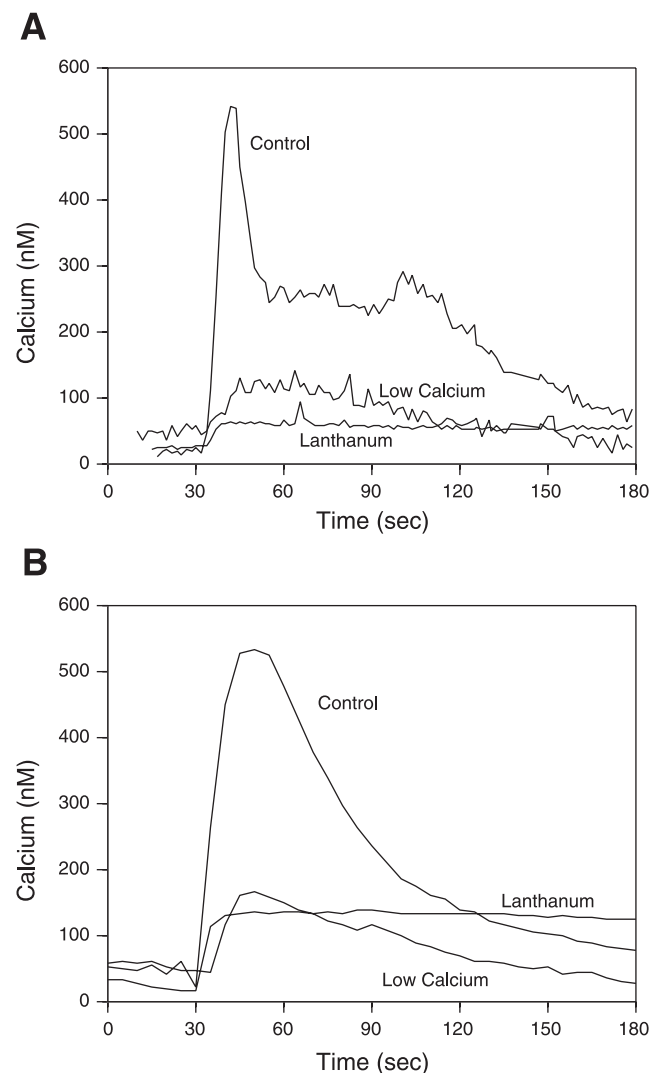 A
600
500
400
300
200
100
0
Calcium (nM)
Control
Low Calcium
Lanthanum
0 30 60 90 120 150 180
Time (sec)
B
600
500
400
300
200
100
0
Calcium (nM)
Control
Lanthanum
Low Calcium
0 30 60 90 120 150 180
Time (sec)